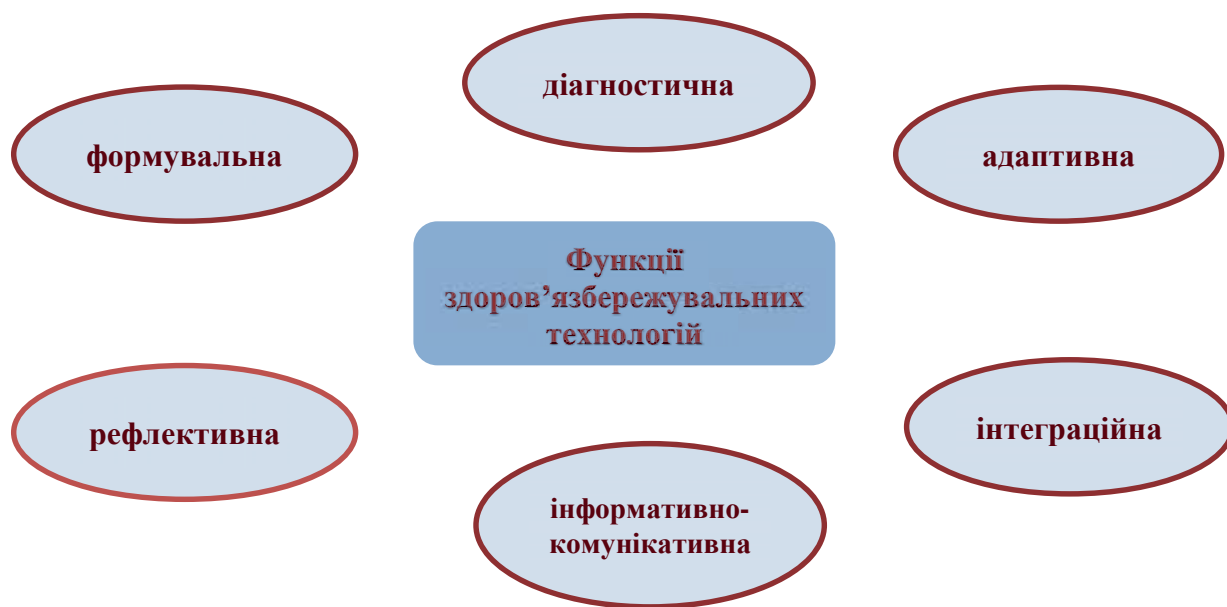 діагностична
формувальна
адаптивна
Функції
здоров’язбережувальних
технологій
рефлективна
інтеграційна
інформативно-
комунікативна